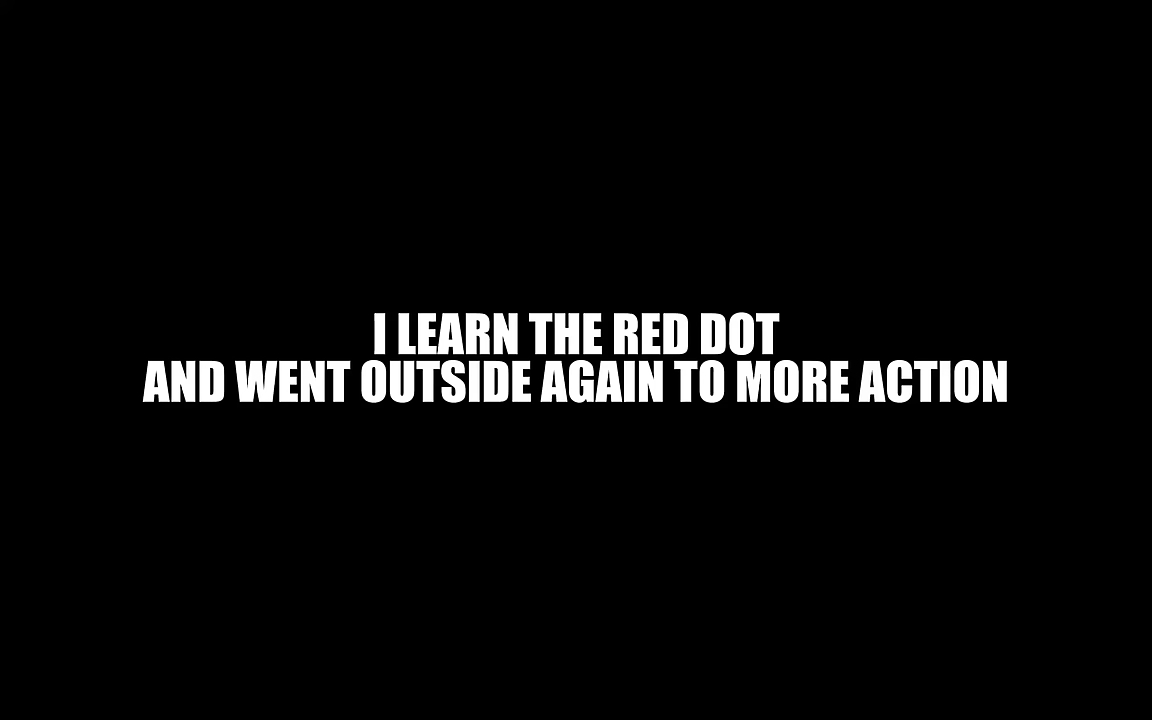 I LEARN THE RED DOT
AND WENT OUTSIDE AGAIN TO MORE ACTION